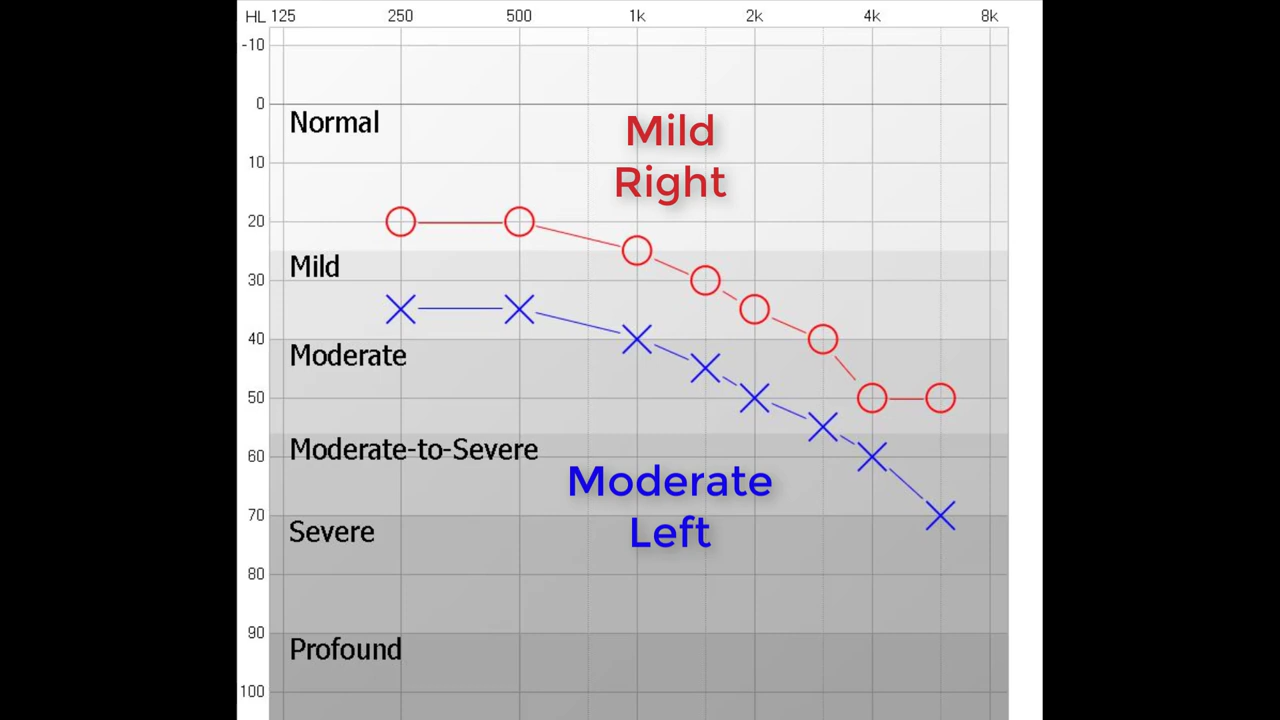 HL 125 250 500 1k 2k 4k 8k
-10
0
Normal
Mild
Right
10
20
Mild
30
40
Moderate
50
Moderate-to-Severe
60
Moderate
Left
70
Severe
80
90
Profound
100